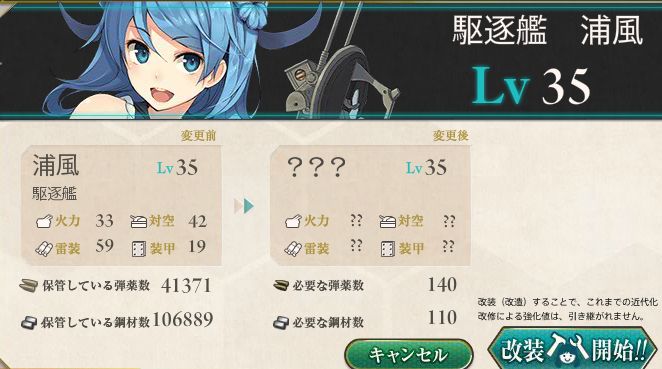 駆逐艦 浦風
Lv 35
変更前
浦風 Lv 35
駆逐艦
火力 33 対空 42
雷装 59 装甲 19
保管している弾薬数 41371
保管している鋼材数 106889
変更後
??? Lv 35
火力 ?? 対空 ??
雷装 ?? 装甲 ??
必要な弾薬数 140
必要な鋼材数 110
改装(改造)することで、これまでの近代化
改修による強化値は、引き継がれません。
キャンセル
改装 開始!!